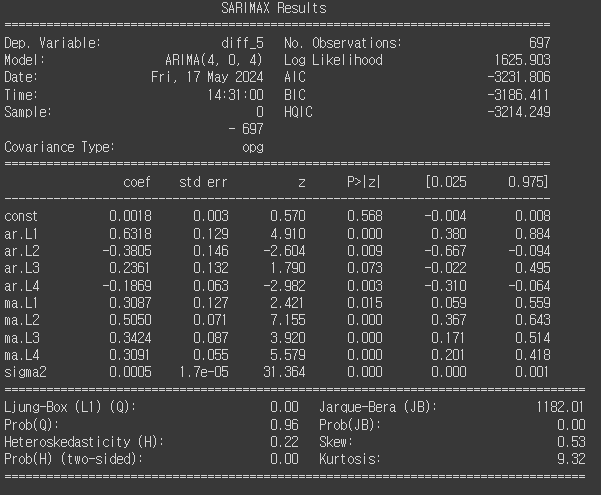 SARIMAX Results
==============================================================================
Dep. Variable: diff_5 No. Observations: 697
Model: ARIMA(4, 0, 4) Log Likelihood 1625.903
Date: Fri, 17 May 2024 AIC -3231.806
Time: 14:31:00 BIC -3186.411
Sample: 0 HQIC -3214.249
- 697
Covariance Type: opg
==============================================================================
coef std err z P>|z| [0.025 0.975]
------------------------------------------------------------------------------
const 0.0018 0.003 0.570 0.568 -0.004 0.008
ar.L1 0.6318 0.129 4.910 0.000 0.380 0.884
ar.L2 -0.3805 0.146 -2.604 0.009 -0.667 -0.094
ar.L3 0.2361 0.132 1.790 0.073 -0.022 0.495
ar.L4 -0.1869 0.063 -2.982 0.003 -0.310 -0.064
ma.L1 0.3087 0.127 2.421 0.015 0.059 0.559
ma.L2 0.5050 0.071 7.155 0.000 0.367 0.643
ma.L3 0.3424 0.087 3.920 0.000 0.171 0.514
ma.L4 0.3091 0.055 5.579 0.000 0.201 0.418
sigma2 0.0005 1.7e-05 31.364 0.000 0.000 0.001
===================================================================================
Ljung-Box (L1) (Q): 0.00 Jarque-Bera (JB): 1182.01
Prob(Q): 0.96 Prob(JB): 0.00
Heteroskedasticity (H): 0.22 Skew: 0.53
Prob(H) (two-sided): 0.00 Kurtosis: 9.32
===================================================================================